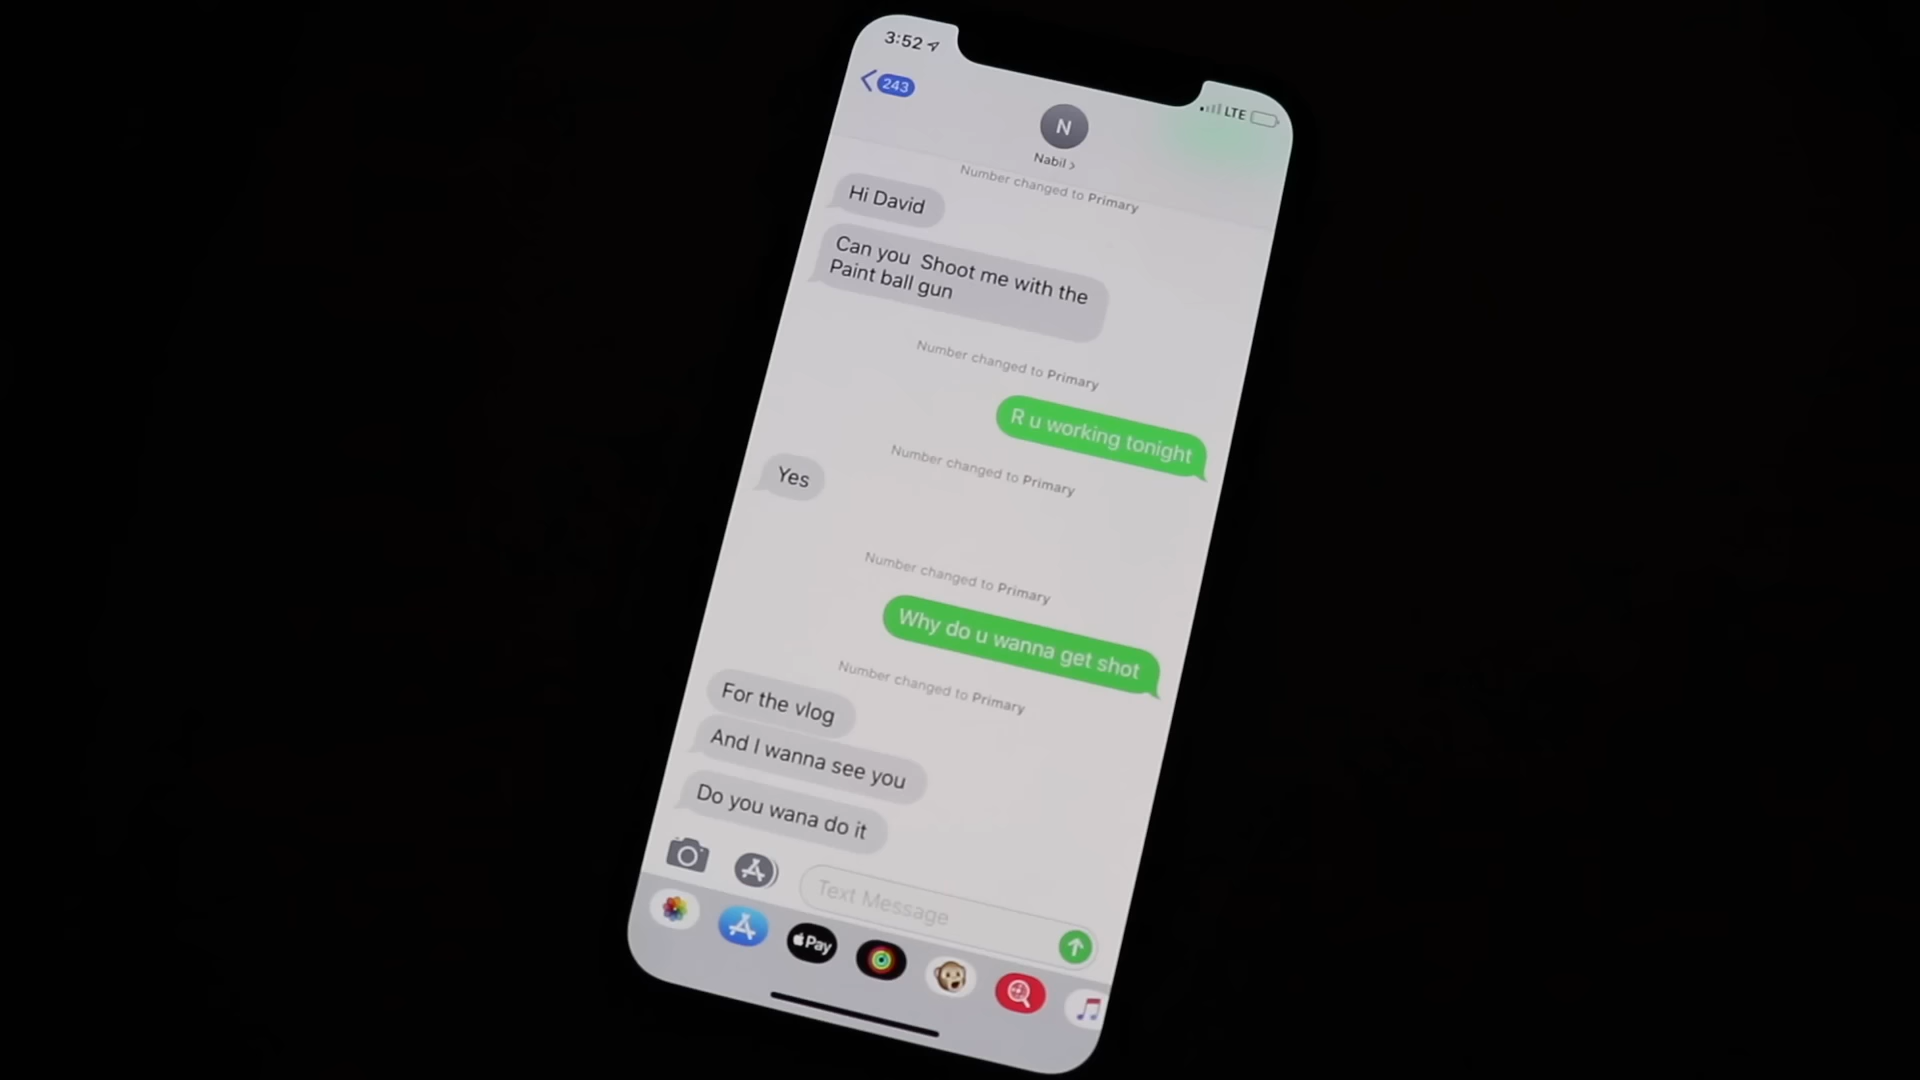 3:52
LTE
243
N
Nabil >
Number changed to Primary
Hi David
Can you  Shoot me with the
Paint ball gun
Number changed to Primary
R u working tonight
Number changed to Primary
Yes
Number changed to Primary
Why do u wanna get shot
Number changed to Primary
For the vlog
And I wanna see you
Do you wana do it
Text Message
Pay